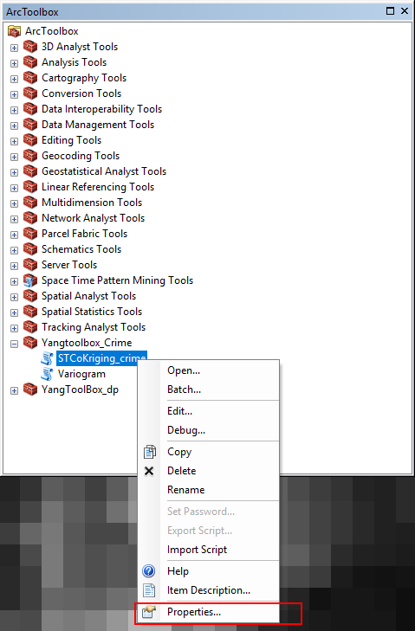 ArcToolbox
ArcToolbox
3D Analyst Tools
Analysis Tools
Cartography Tools
Conversion Tools
Data Interoperability Tools
Data Management Tools
Editing Tools
Geocoding Tools
Geostatistical Analyst Tools
Linear Referencing Tools
Multidimension Tools
Network Analyst Tools
Parcel Fabric Tools
Schematics Tools
Server Tools
Space Time Pattern Mining Tools
Spatial Analyst Tools
Spatial Statistics Tools
Tracking Analyst Tools
Yangtoolbox_Crime
STCoKriging_crime
Variogram
YangToolBox_dp
Open...
Batch...
Edit...
Debug...
Copy
Delete
Rename
Set Password...
Export Script...
Import Script
Help
Item Description...
Properties...